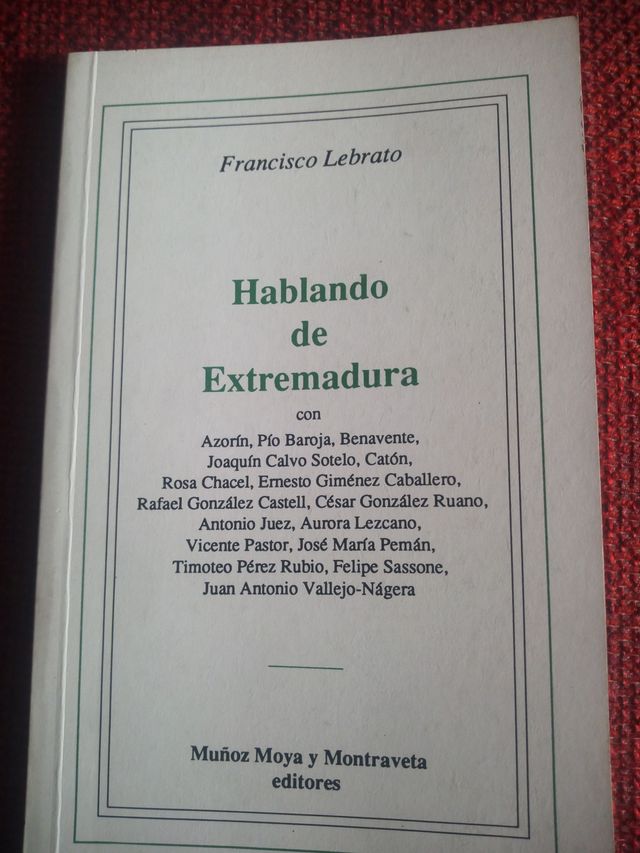 Francisco Lebrato
Hablando
de
Extremadura
con
Azorín, Pío Baroja, Benavente,
Joaquín Calvo Sotelo, Catón,
Rosa Chacel, Ernesto Giménez Caballero,
Rafael González Castell, César González Ruano,
Antonio Juez, Aurora Lezcano,
Vicente Pastor, José María Pemán,
Timoteo Pérez Rubio, Felipe Sassone,
Juan Antonio Vallejo-Nágera
Muñoz Moya y Montraveta
editores